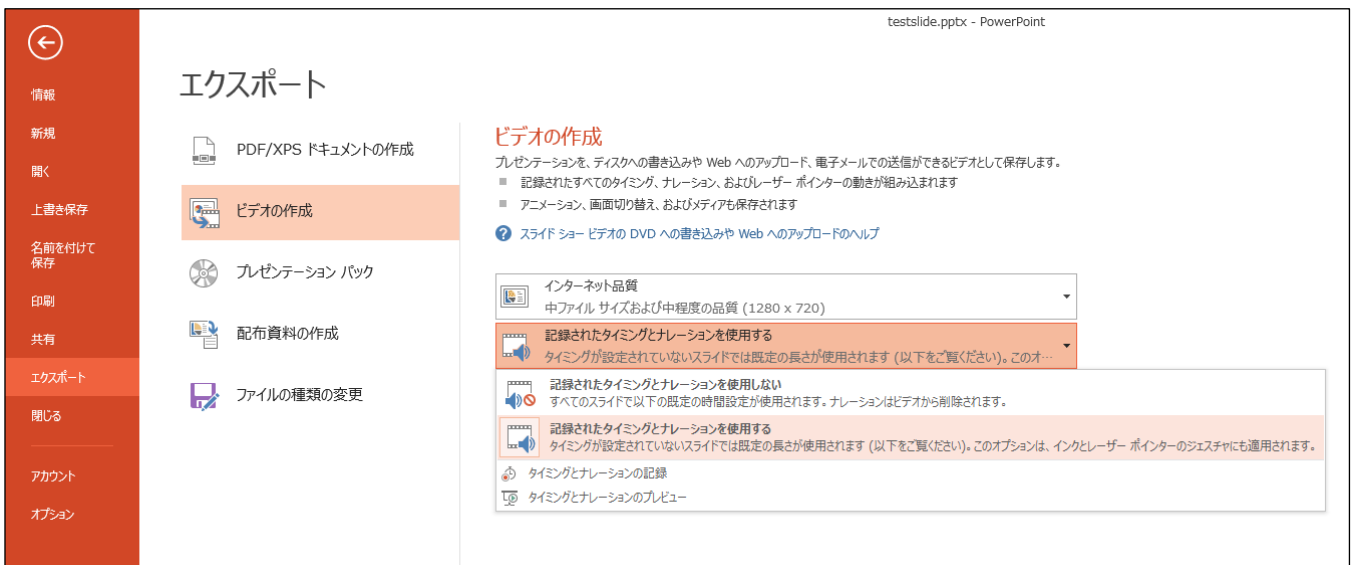 testslide.pptx - PowerPoint
情報
新規
開く
上書き保存
名前を付けて
保存
印刷
共有
エクスポート
閉じる
アカウント
オプション
エクスポート
PDF/XPS ドキュメントの作成
ビデオの作成
プレゼンテーション パック
配布資料の作成
ファイルの種類の変更
ビデオの作成
プレゼンテーションを、ディスクへの書き込みや Web へのアップロード、電子メールでの送信ができるビデオとして保存します。
記録されたすべてのタイミング、ナレーション、およびレーザー ポインターの動きが組み込まれます
アニメーション、画面切り替え、およびメディアも保存されます
スライド ショー ビデオの DVD への書き込みや Web へのアップロードのヘルプ
インターネット品質
中ファイル サイズおよび中程度の品質 (1280 x 720)
記録されたタイミングとナレーションを使用する
タイミングが設定されていないスライドでは既定の長さが使用されます (以下をご覧ください)。このオ…
記録されたタイミングとナレーションを使用しない
すべてのスライドで以下の既定の時間設定が使用されます。ナレーションはビデオから削除されます。
記録されたタイミングとナレーションを使用する
タイミングが設定されていないスライドでは既定の長さが使用されます (以下をご覧ください)。このオプションは、インクとレーザー ポインターのジェスチャにも適用されます。
タイミングとナレーションの記録
タイミングとナレーションのプレビュー